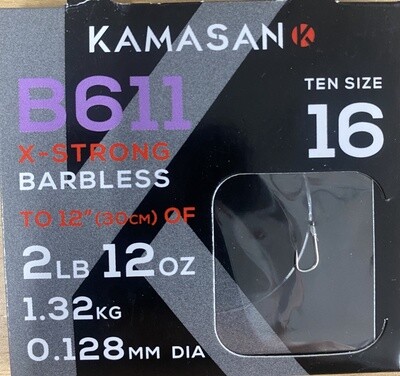 KAMASAN K
B611
X-STRONG
BARBLESS
TEN SIZE
16
TO 12" (30CM) OF
2LB 12OZ
1.32KG
0.128MM DIA